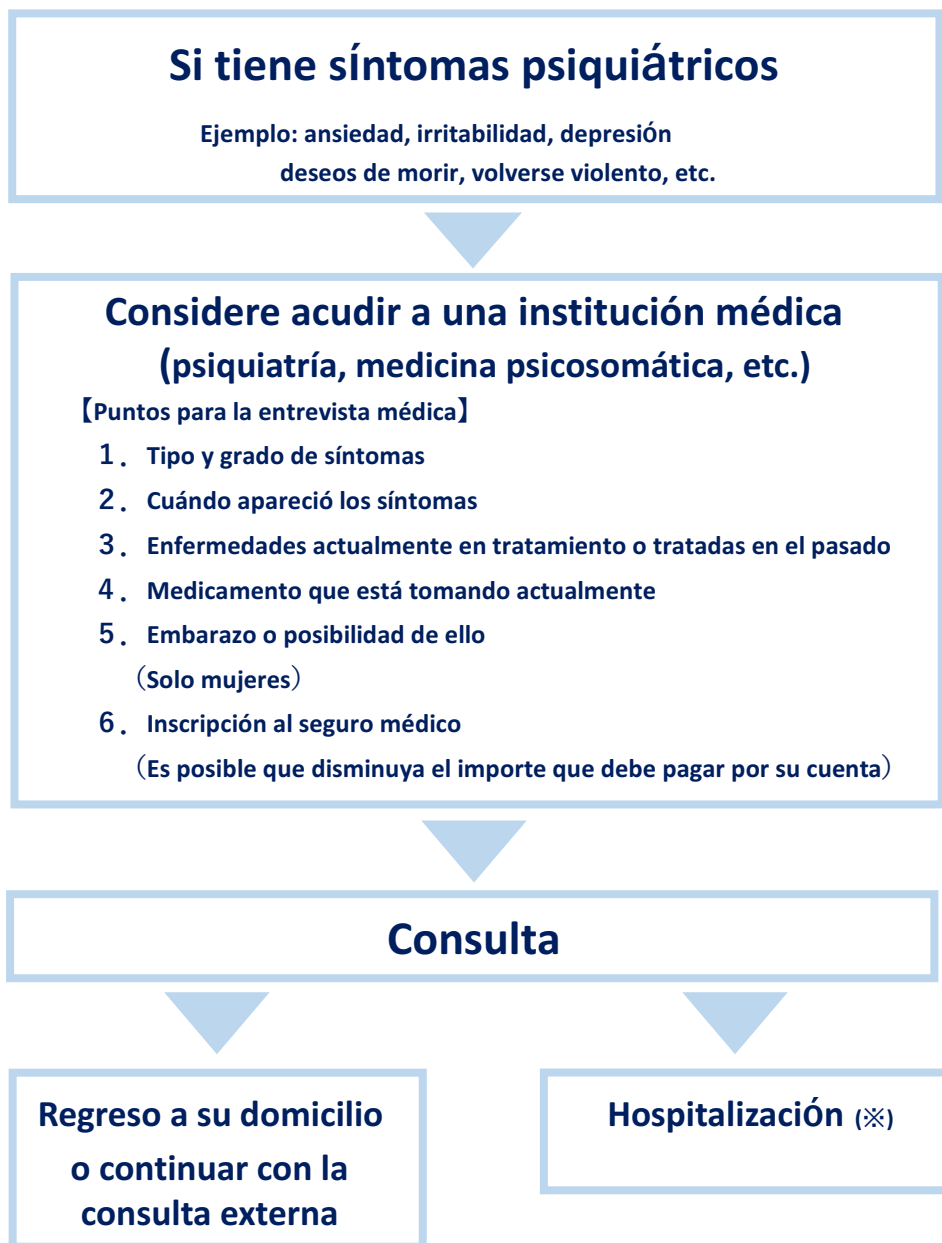 Si tiene síntomas psiquiátricos
Ejemplo: ansiedad, irritabilidad, depresión
deseos de morir, volverse violento, etc.
Considere acudir a una institución médica
(psiquiatría, medicina psicosomática, etc.)
【Puntos para la entrevista médica】
1．Tipo y grado de síntomas
2．Cuándo apareció los síntomas
3．Enfermedades actualmente en tratamiento o tratadas en el pasado
4．Medicamento que está tomando actualmente
5．Embarazo o posibilidad de ello
（Solo mujeres）
6．Inscripción al seguro médico
（Es posible que disminuya el importe que debe pagar por su cuenta）
Consulta
Regreso a su domicilio
o continuar con la
consulta externa
Hospitalización (※)